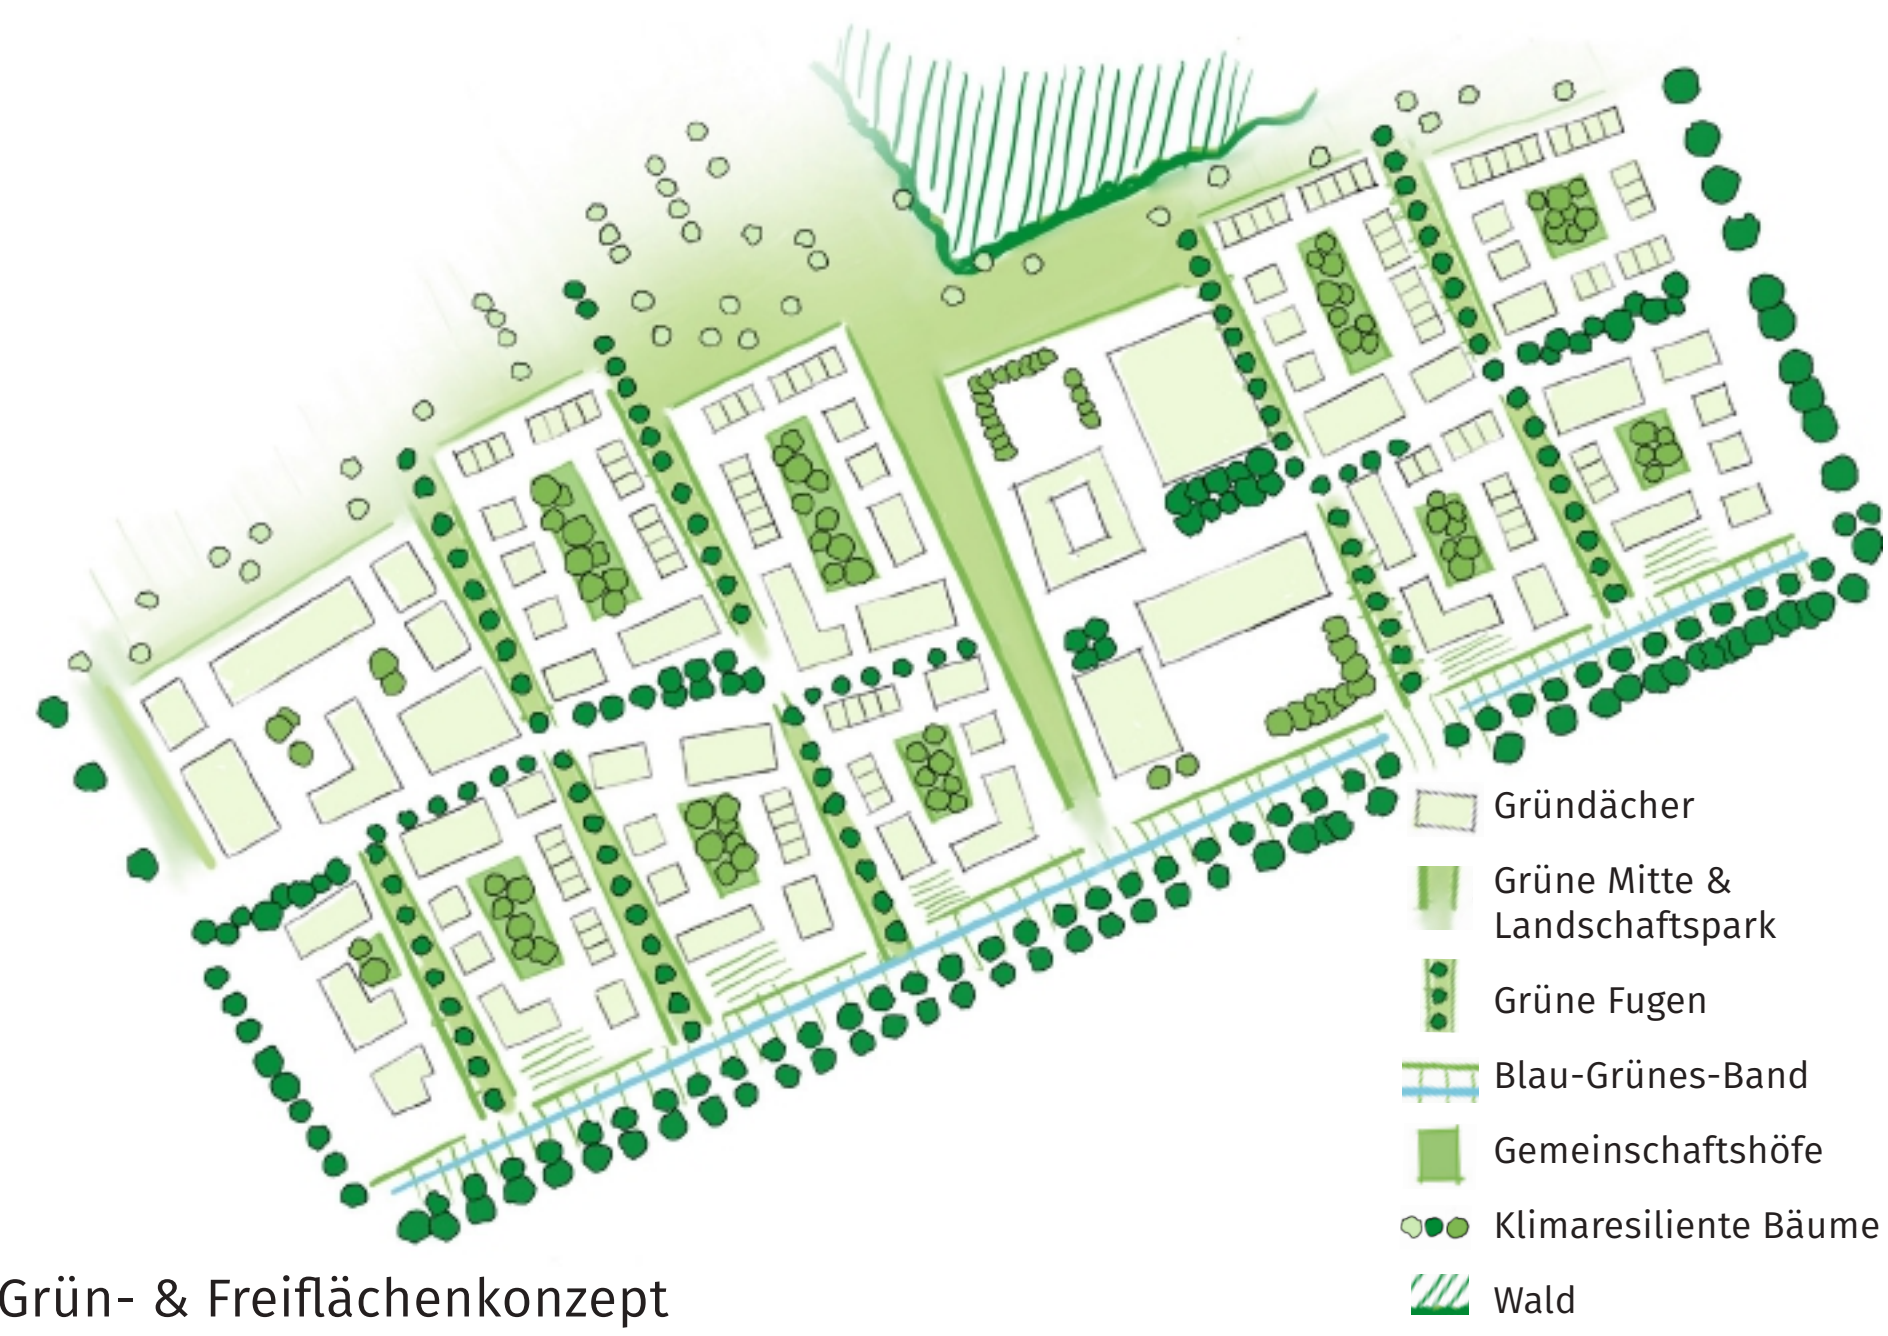 Gründächer
Grüne Mitte &
Landschaftspark
Grüne Fugen
Blau-Grünes-Band
Gemeinschaftshöfe
Klimaresiliente Bäume
Wald
Grün- & Freiflächenkonzept